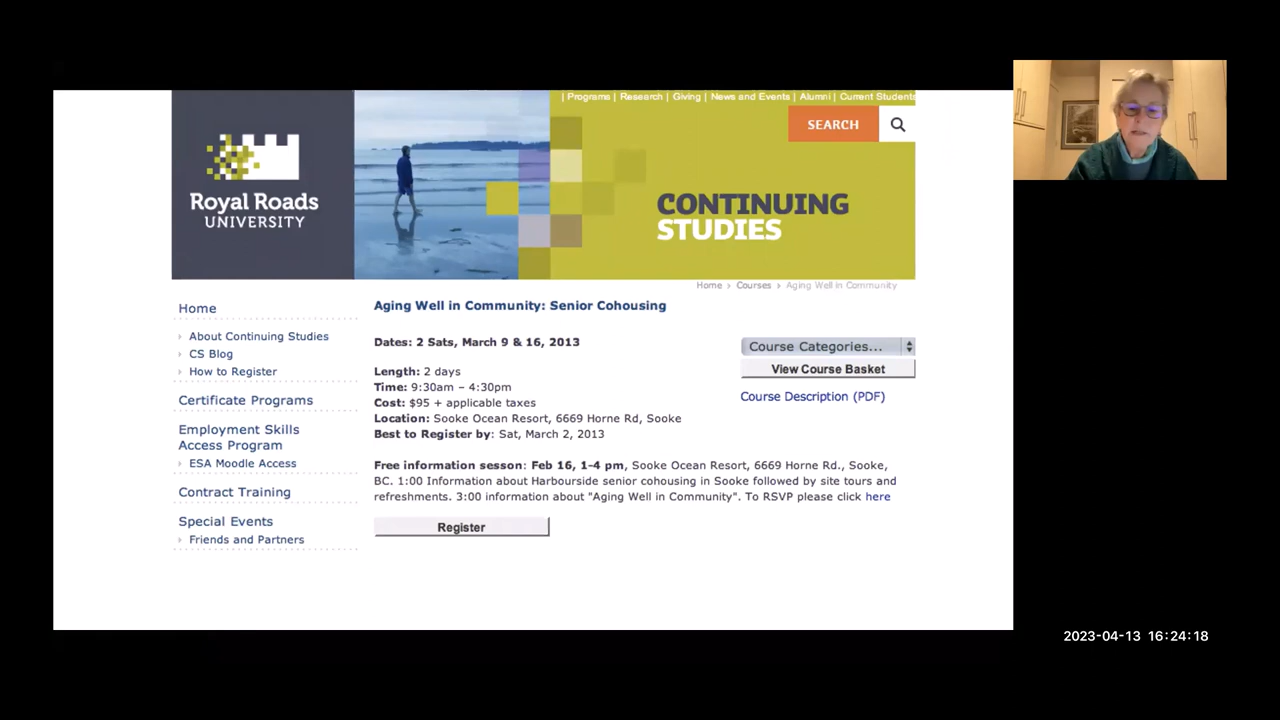 | Programs | Research | Giving | News and Events | Alumni | Current Students
SEARCH
Royal Roads
UNIVERSITY
CONTINUING
STUDIES
Home > Courses > Aging Well in Community
Home
About Continuing Studies
CS Blog
How to Register
Certificate Programs
Employment Skills
Access Program
ESA Moodle Access
Contract Training
Special Events
Friends and Partners
Aging Well in Community: Senior Cohousing
Dates: 2 Sats, March 9 & 16, 2013
Length: 2 days
Time: 9:30am – 4:30pm
Cost: $95 + applicable taxes
Location: Sooke Ocean Resort, 6669 Horne Rd, Sooke
Best to Register by: Sat, March 2, 2013
Free information sesson: Feb 16, 1-4 pm, Sooke Ocean Resort, 6669 Horne Rd., Sooke,
BC. 1:00 Information about Harbourside senior cohousing in Sooke followed by site tours and
refreshments. 3:00 information about "Aging Well in Community". To RSVP please click here
Register
Course Categories...
View Course Basket
Course Description (PDF)
2023-04-13 16:24:18